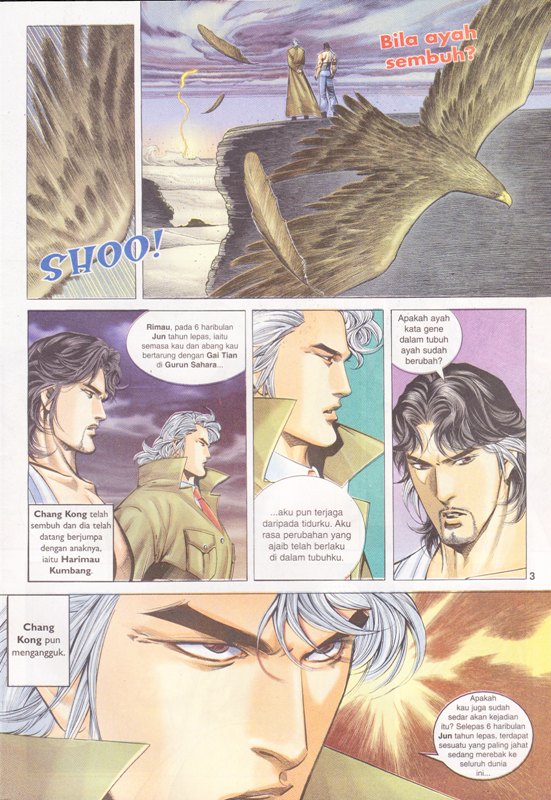 Bila ayah
sembuh?
SHOO!
Rimau, pada 6 haribulan
Jun tahun lepas, iaitu
semasa kau dan abang kau
bertarung dengan Gai Tian
di Gurun Sahara...
Chang Kong telah
sembuh dan dia telah
datang berjumpa
dengan anaknya,
iaitu Harimau
Kumbang.
...aku pun terjaga
daripada tidurku. Aku
rasa perubahan yang
ajaib telah berlaku
di dalam tubuhku.
Apakah ayah
kata gene
dalam tubuh
ayah sudah
berubah?
3
Chang
Kong pun
mengangguk.
Apakah
kau juga sudah
sedar akan kejadian
itu? Selepas 6 haribulan
Jun tahun lepas, terdapat
sesuatu yang paling jahat
sedang merebak ke
seluruh dunia
ini...